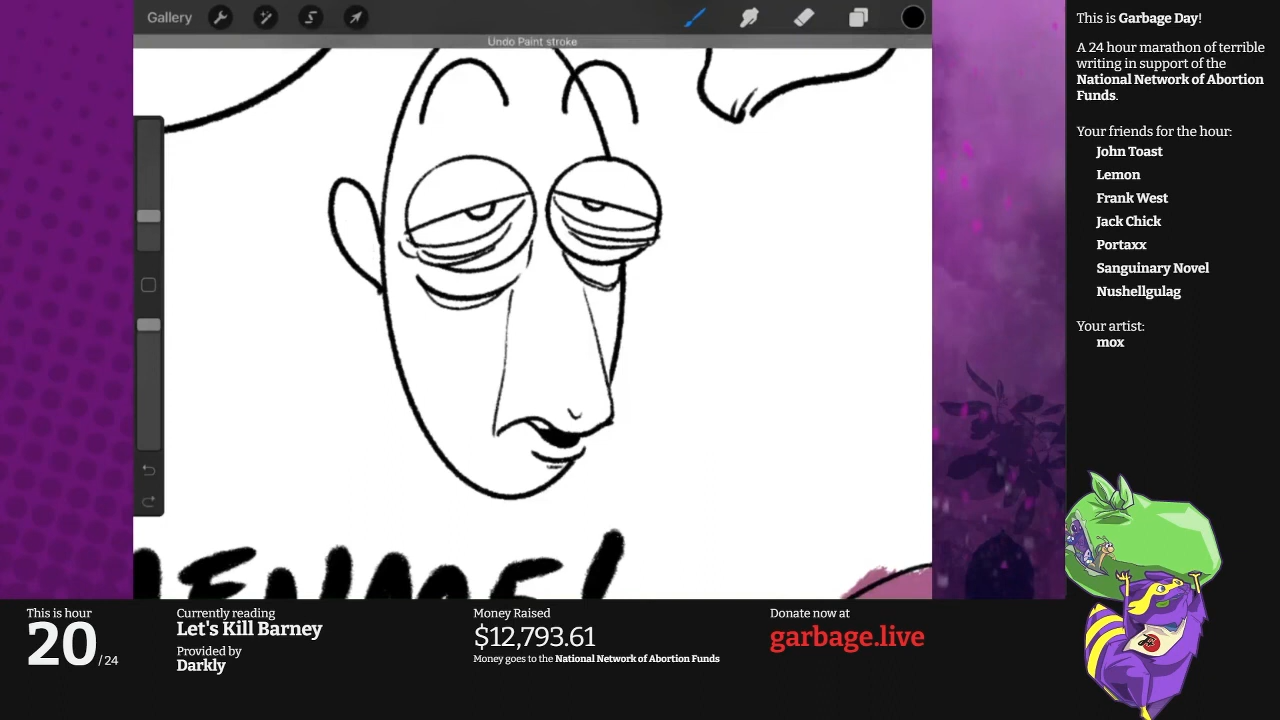 Gallery
Undo Paint stroke
This is Garbage Day!
A 24 hour marathon of terrible
writing in support of the
National Network of Abortion
Funds.
Your friends for the hour:
John Toast
Lemon
Frank West
Jack Chick
Portaxx
Sanguinary Novel
Nushellgulag
Your artist:
mox
This is hour
20/24
Currently reading
Let's Kill Barney
Provided by
Darkly
Money Raised
$12,793.61
Money goes to the National Network of Abortion Funds
Donate now at
garbage.live